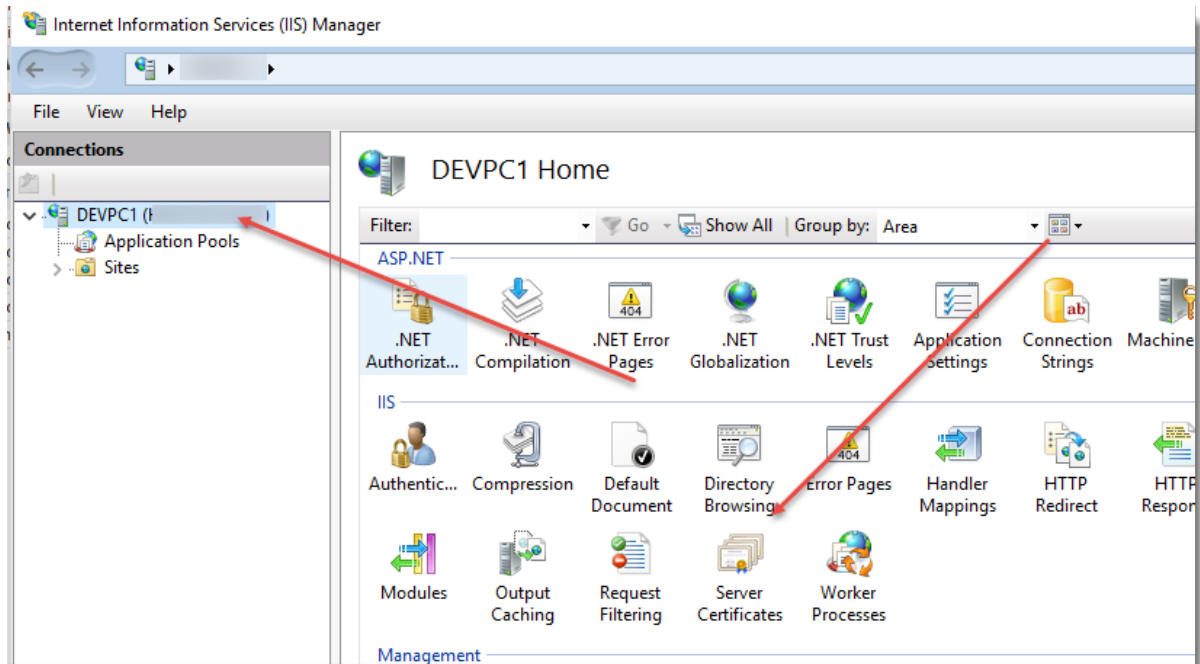 Internet Information Services (IIS) Manager
File View Help
Connections
DEVPC1 (
Application Pools
Sites
DEVPC1 Home
Filter: Go Show All Group by: Area
ASP.NET
.NET Authorizat...
.NET Compilation
.NET Error Pages
.NET Globalization
.NET Trust Levels
Application Settings
Connection Strings
Machine
IIS
Authentic...
Compression
Default Document
Directory Browsing
Error Pages
Handler Mappings
HTTP Redirect
HTTP Respon
Modules
Output Caching
Request Filtering
Server Certificates
Worker Processes
Management